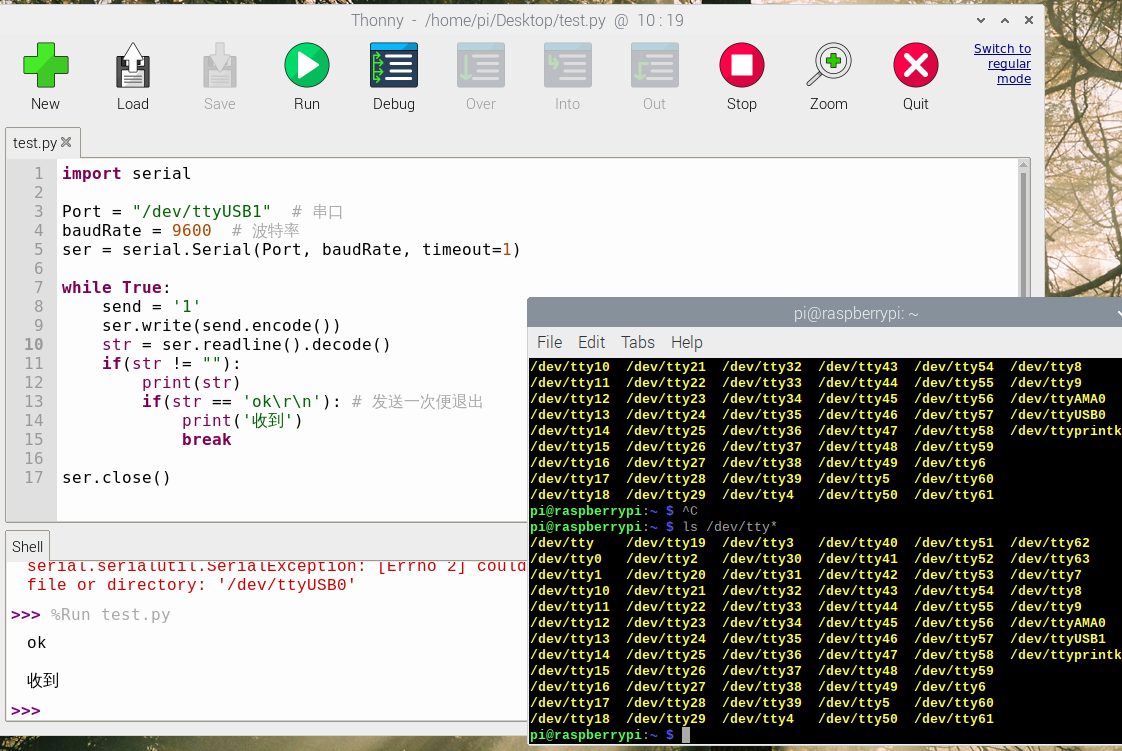 Thonny - /home/pi/Desktop/test.py @ 10 : 19
New Load Save Run Debug Over Into Out Stop Zoom Quit
Switch to
regular
mode
test.py
1 import serial
2
3 Port = "/dev/ttyUSB1"  # 串口
4 baudRate = 9600  # 波特率
5 ser = serial.Serial(Port, baudRate, timeout=1)
6
7 while True:
8     send = '1'
9     ser.write(send.encode())
10     str = ser.readline().decode()
11     if(str != ""):
12         print(str)
13         if(str == 'ok\r\n'): # 发送一次便退出
14             print('收到')
15             break
16
17 ser.close()
Shell
serial.serialutil.SerialException: [Errno 2] could
file or directory: '/dev/ttyUSB0'
>>> %Run test.py
ok
收到
>>>
pi@raspberrypi: ~
File Edit Tabs Help
/dev/tty10 /dev/tty21 /dev/tty32 /dev/tty43 /dev/tty54 /dev/tty8
/dev/tty11 /dev/tty22 /dev/tty33 /dev/tty44 /dev/tty55 /dev/tty9
/dev/tty12 /dev/tty23 /dev/tty34 /dev/tty45 /dev/tty56 /dev/ttyAMA0
/dev/tty13 /dev/tty24 /dev/tty35 /dev/tty46 /dev/tty57 /dev/ttyUSB0
/dev/tty14 /dev/tty25 /dev/tty36 /dev/tty47 /dev/tty58 /dev/ttyprintk
/dev/tty15 /dev/tty26 /dev/tty37 /dev/tty48 /dev/tty59
/dev/tty16 /dev/tty27 /dev/tty38 /dev/tty49 /dev/tty6
/dev/tty17 /dev/tty28 /dev/tty39 /dev/tty5 /dev/tty60
/dev/tty18 /dev/tty29 /dev/tty4 /dev/tty50 /dev/tty61
pi@raspberrypi:~ $ ^C
pi@raspberrypi:~ $ ls /dev/tty*
/dev/tty /dev/tty19 /dev/tty3 /dev/tty40 /dev/tty51 /dev/tty62
/dev/tty0 /dev/tty2 /dev/tty30 /dev/tty41 /dev/tty52 /dev/tty63
/dev/tty1 /dev/tty20 /dev/tty31 /dev/tty42 /dev/tty53 /dev/tty7
/dev/tty10 /dev/tty21 /dev/tty32 /dev/tty43 /dev/tty54 /dev/tty8
/dev/tty11 /dev/tty22 /dev/tty33 /dev/tty44 /dev/tty55 /dev/tty9
/dev/tty12 /dev/tty23 /dev/tty34 /dev/tty45 /dev/tty56 /dev/ttyAMA0
/dev/tty13 /dev/tty24 /dev/tty35 /dev/tty46 /dev/tty57 /dev/ttyUSB1
/dev/tty14 /dev/tty25 /dev/tty36 /dev/tty47 /dev/tty58 /dev/ttyprintk
/dev/tty15 /dev/tty26 /dev/tty37 /dev/tty48 /dev/tty59
/dev/tty16 /dev/tty27 /dev/tty38 /dev/tty49 /dev/tty6
/dev/tty17 /dev/tty28 /dev/tty39 /dev/tty5 /dev/tty60
/dev/tty18 /dev/tty29 /dev/tty4 /dev/tty50 /dev/tty61
pi@raspberrypi:~ $